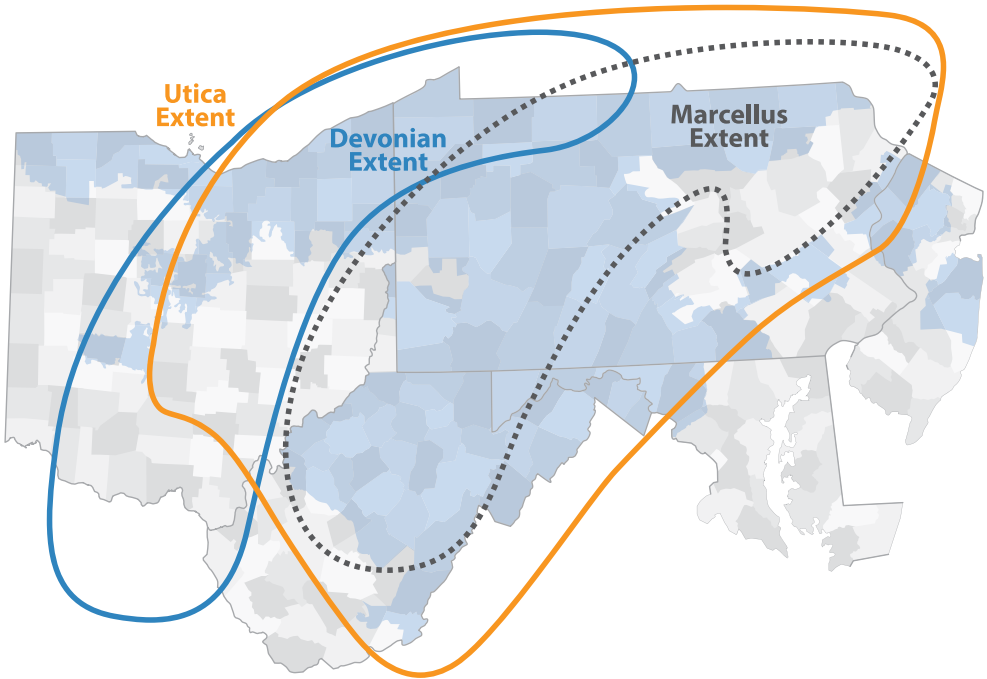 Utica
Extent
Devonian
Extent
Marcellus
Extent